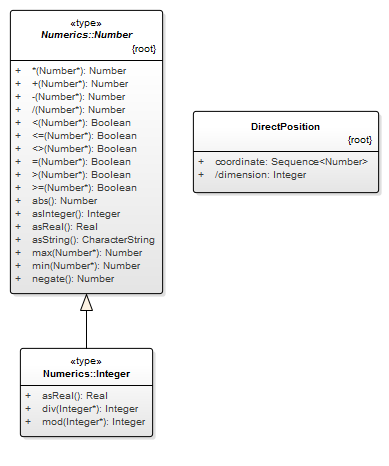 «type»
Numerics::Number
{root}
+ *(Number*): Number
+ +(Number*): Number
+ -(Number*): Number
+ /(Number*): Number
+ <(Number*): Boolean
+ <=(Number*): Boolean
+ <>(Number*): Boolean
+ =(Number*): Boolean
+ >(Number*): Boolean
+ >=(Number*): Boolean
+ abs(): Number
+ asInteger(): Integer
+ asReal(): Real
+ asString(): CharacterString
+ max(Number*): Number
+ min(Number*): Number
+ negate(): Number
DirectPosition
{root}
+ coordinate: Sequence<Number>
+ /dimension: Integer
«type»
Numerics::Integer
+ asReal(): Real
+ div(Integer*): Integer
+ mod(Integer*): Integer